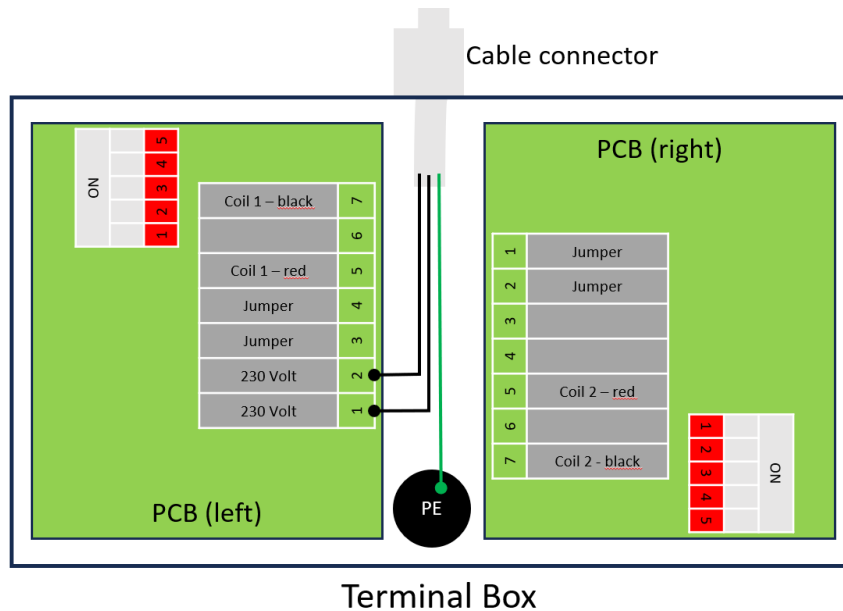 Cable connector
PCB (right)
ON
5
4
3
2
1
Coil 1 – black 7
6
Coil 1 – red 5
Jumper 4
Jumper 3
230 Volt 2
230 Volt 1
1 Jumper
2 Jumper
3
4
5 Coil 2 – red
6
7 Coil 2 - black
1
2
3
4
5
ON
PCB (left)
PE
Terminal Box